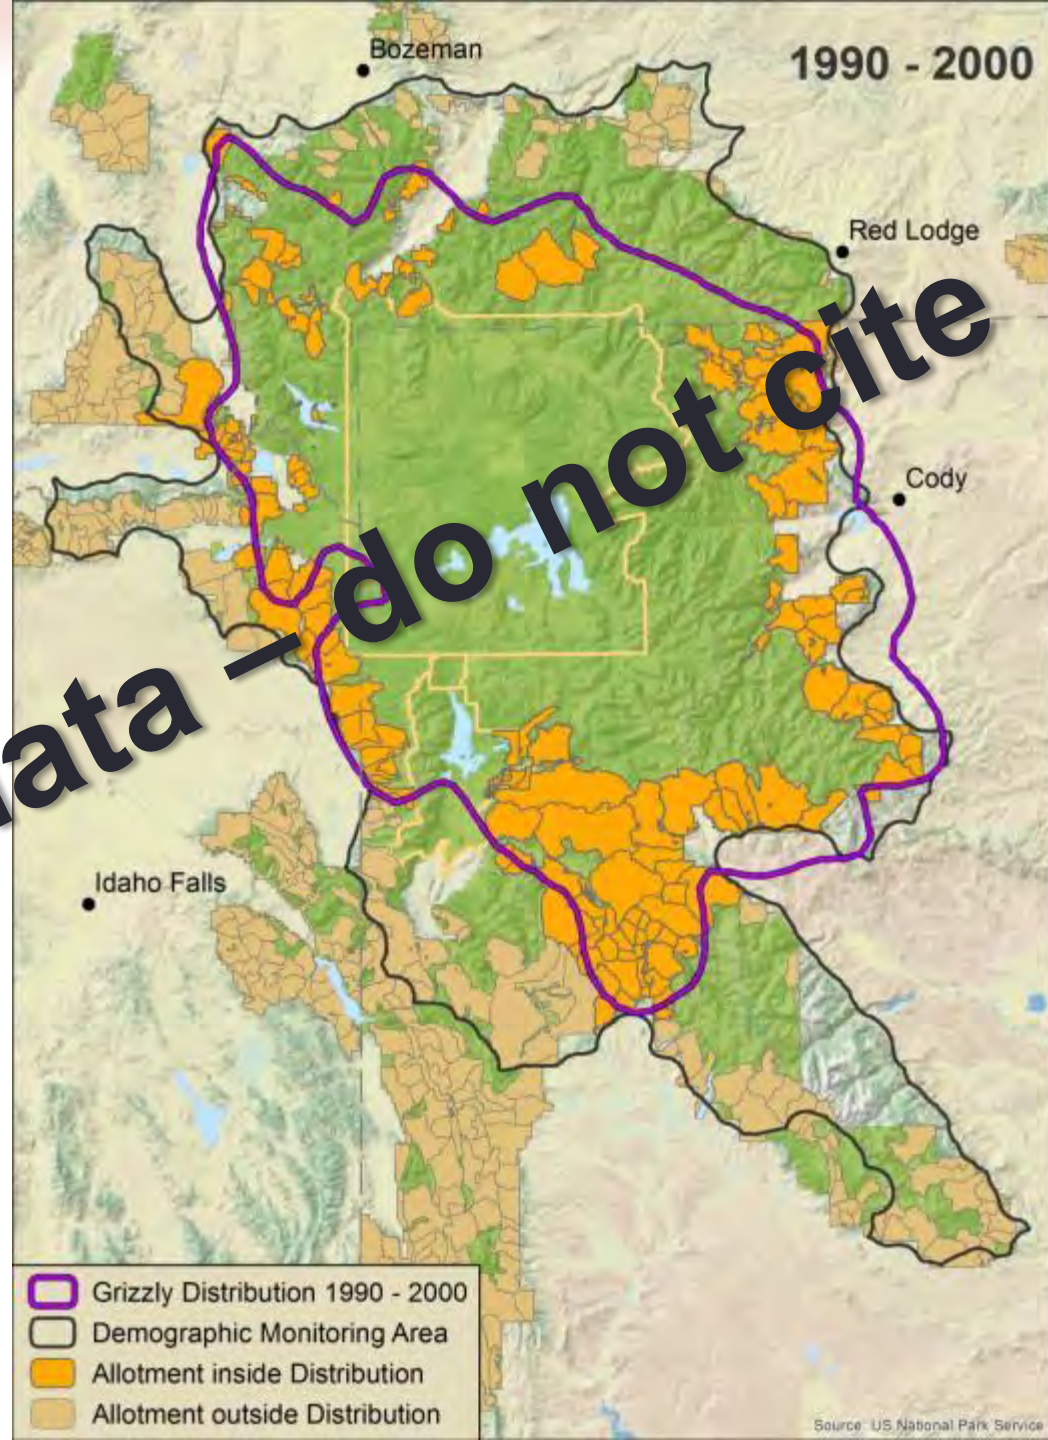 Bozeman
1990 - 2000
Red Lodge
Cody
data – do not cite
Idaho Falls
Grizzly Distribution 1990 - 2000
Demographic Monitoring Area
Allotment inside Distribution
Allotment outside Distribution
Source: US National Park Service